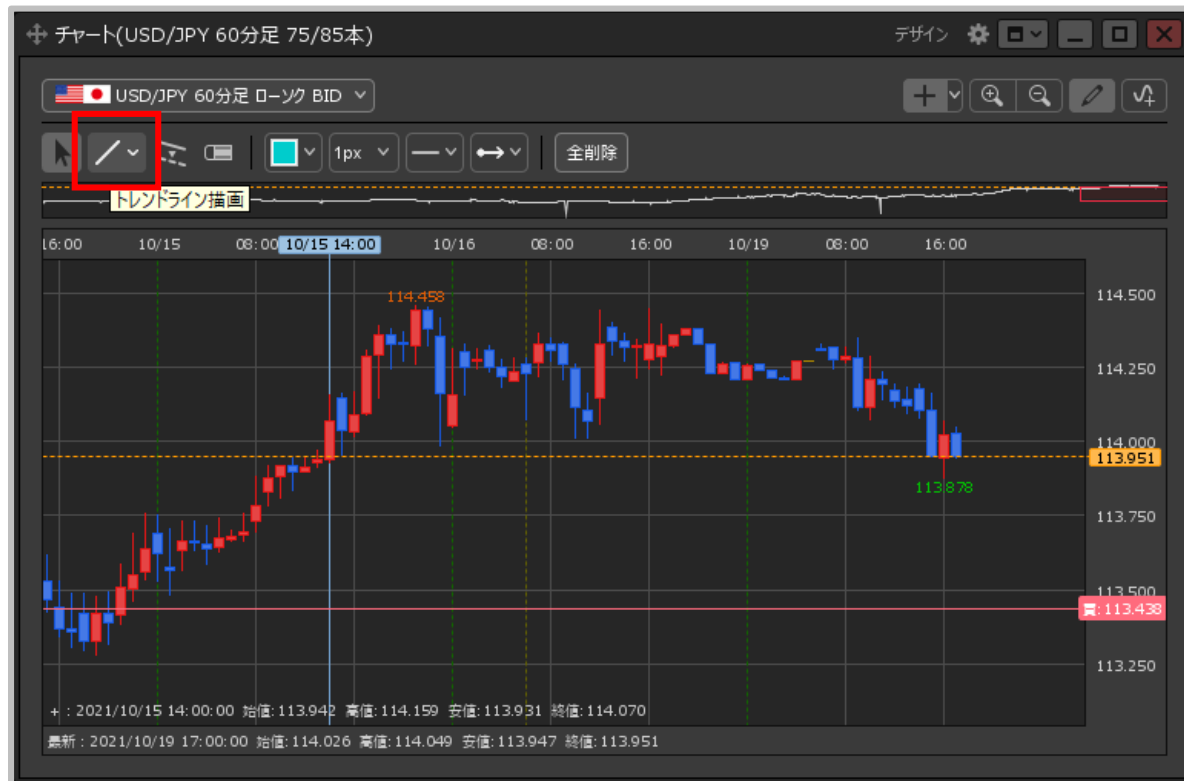 チャート(USD/JPY 60分足 75/85本)
デザイン
USD/JPY 60分足 ローソク BID
1px
全削除
トレンドライン描画
16:00 10/15 08:00 10/15 14:00 10/16 08:00 16:00 10/19 08:00 16:00
114.458
114.500
114.250
114.000
113.951
113.878
113.750
113.500
買:113.438
113.250
+ : 2021/10/15 14:00:00 始値:113.942 高値:114.159 安値:113.931 終値:114.070
最新 : 2021/10/19 17:00:00 始値:114.026 高値:114.049 安値:113.947 終値:113.951